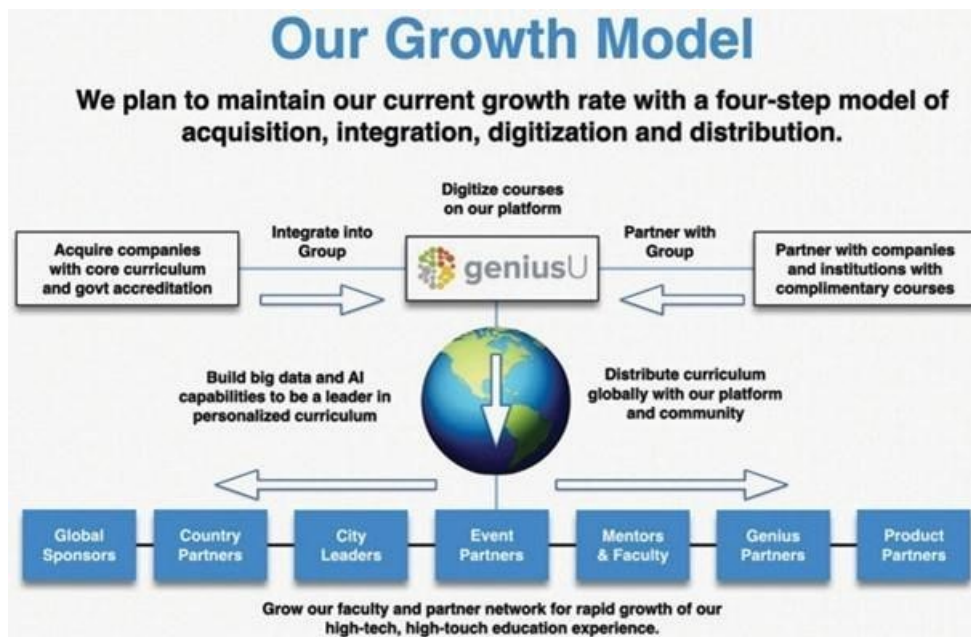 Our Growth Model
We plan to maintain our current growth rate with a four-step model of
acquisition, integration, digitization and distribution.
Digitize courses
on our platform
Acquire companies
with core curriculum
and govt accreditation
Integrate into
Group
geniusU
Partner with
Group
Partner with companies
and institutions with
complimentary courses
Build big data and AI
capabilities to be a leader in
personalized curriculum
Distribute curriculum
globally with our platform
and community
Global
Sponsors
Country
Partners
City
Leaders
Event
Partners
Mentors
& Faculty
Genius
Partners
Product
Partners
Grow our faculty and partner network for rapid growth of our
high-tech, high-touch education experience.